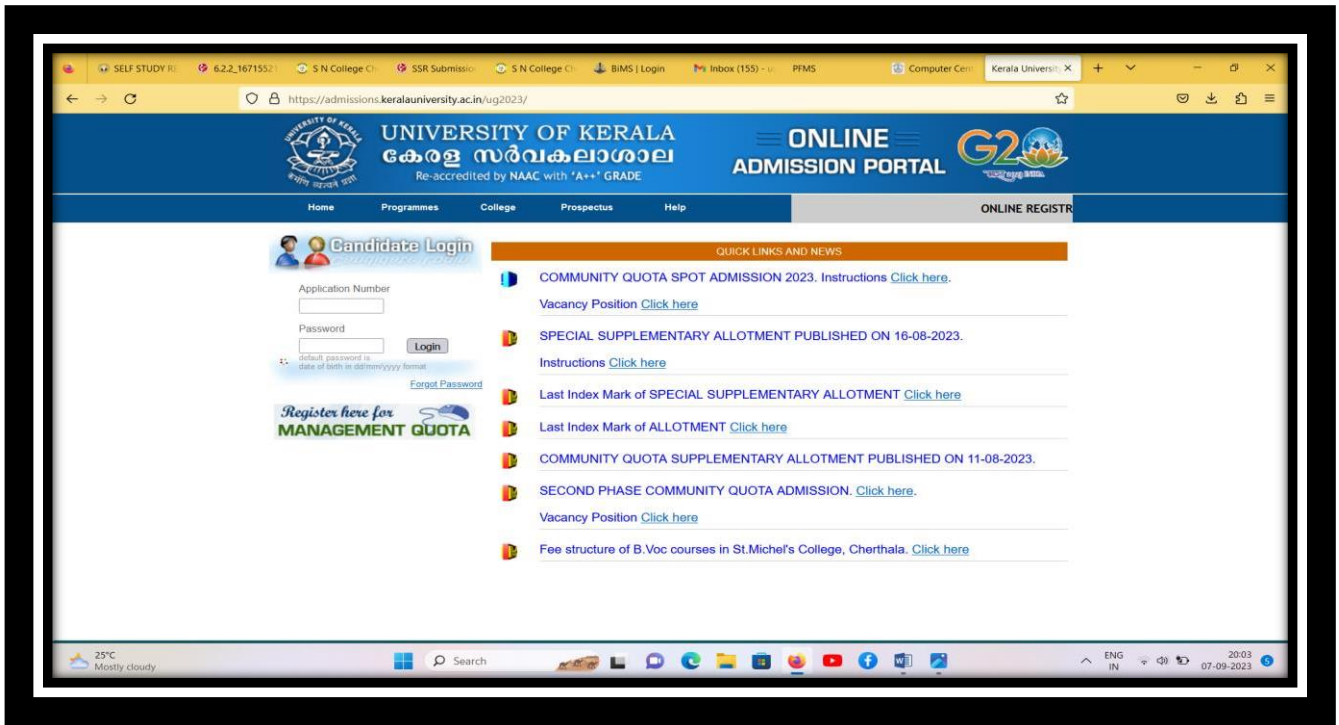 SELF STUDY R
6.2.2_1671552
S N College Ch
SSR Submissio
S N College Ch
BiMS | Login
Inbox (155) - u
PFMS
Computer Cent
Kerala Universit
https://admissions.keralauniversity.ac.in/ug2023/
UNIVERSITY OF KERALA
കേരള സർവകലാശാല
Re-accredited by NAAC with 'A++' GRADE
ONLINE
ADMISSION PORTAL
G20
Home Programmes College Prospectus Help
ONLINE REGISTR
Candidate Login
Application Number
Password
Login
default password is
date of birth in dd/mm/yyyy format
Forgot Password
Register here for
MANAGEMENT QUOTA
QUICK LINKS AND NEWS
COMMUNITY QUOTA SPOT ADMISSION 2023. Instructions Click here.
Vacancy Position Click here
SPECIAL SUPPLEMENTARY ALLOTMENT PUBLISHED ON 16-08-2023.
Instructions Click here
Last Index Mark of SPECIAL SUPPLEMENTARY ALLOTMENT Click here
Last Index Mark of ALLOTMENT Click here
COMMUNITY QUOTA SUPPLEMENTARY ALLOTMENT PUBLISHED ON 11-08-2023.
SECOND PHASE COMMUNITY QUOTA ADMISSION. Click here.
Vacancy Position Click here
Fee structure of B.Voc courses in St.Michel's College, Cherthala. Click here
25°C
Mostly cloudy
Search
ENG
IN
20:03
07-09-2023
5